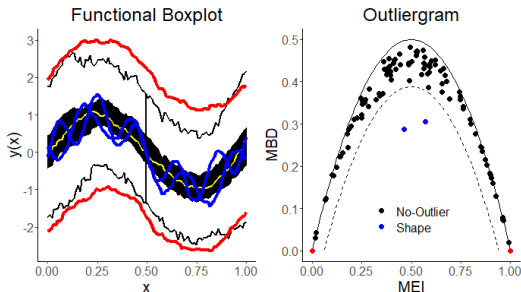 Functional Boxplot
y(x)
3
2
1
0
-1
-2
0.00
0.25
0.50
0.75
1.00
x
Outliergram
MBD
0.5
0.4
0.3
0.2
0.1
0.0
No-Outlier
Shape
0.00
0.25
0.50
0.75
1.00
MEI